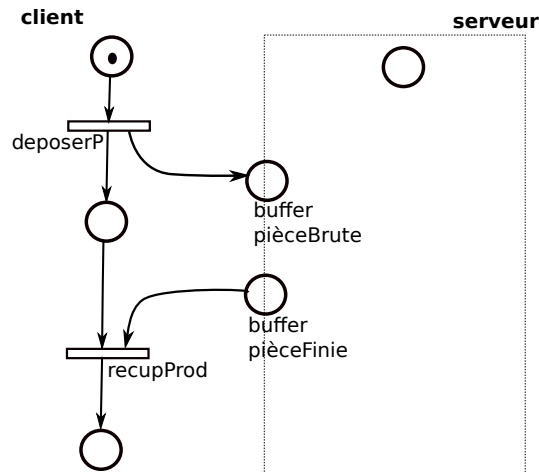 client
serveur
deposerP
buffer
pièceBrute
buffer
pièceFinie
recupProd